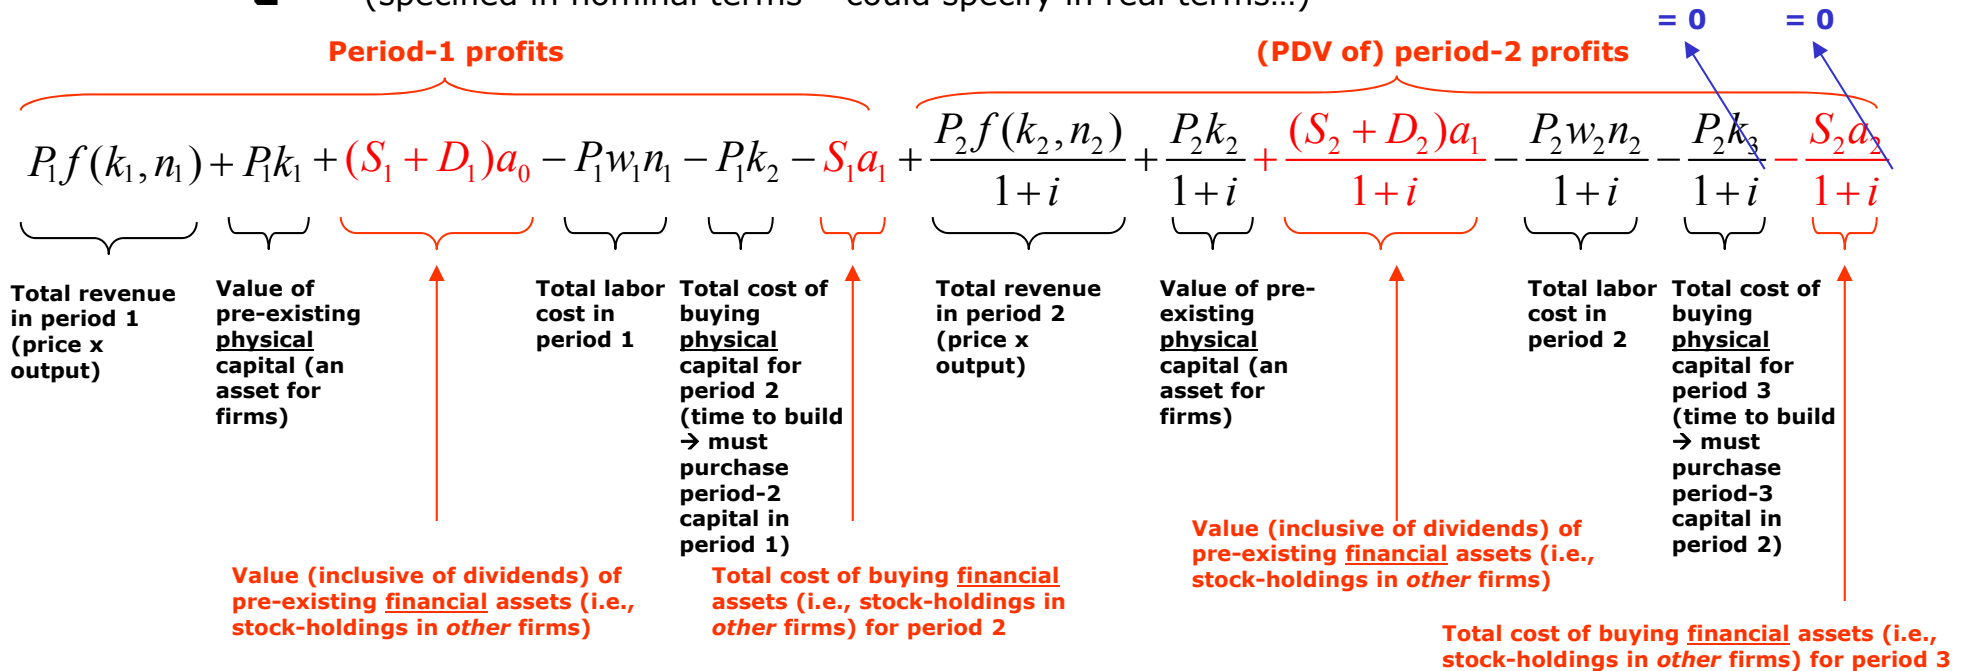 (specified in nominal terms – could specify in real terms…)
= 0 = 0
Period-1 profits (PDV of) period-2 profits
P₁f(k₁, n₁) + P₁k₁ + (S₁ + D₁)a₀ − P₁w₁n₁ − P₁k₂ − S₁a₁ + P₂f(k₂, n₂)/(1+i) + P₂k₂/(1+i) + (S₂ + D₂)a₁/(1+i) − P₂w₂n₂/(1+i) − P₂k₃/(1+i) − S₂a₂/(1+i)
Total revenue
in period 1
(price x
output)
Value of
pre-existing
physical
capital (an
asset for
firms)
Total labor
cost in
period 1
Total cost of
buying
physical
capital for
period 2
(time to build
→ must
purchase
period-2
capital in
period 1)
Total revenue
in period 2
(price x
output)
Value of pre-
existing
physical
capital (an
asset for
firms)
Total labor
cost in
period 2
Total cost of
buying
physical
capital for
period 3
(time to build
→ must
purchase
period-3
capital in
period 2)
Value (inclusive of dividends) of
pre-existing financial assets (i.e.,
stock-holdings in other firms)
Total cost of buying financial
assets (i.e., stock-holdings in
other firms) for period 2
Value (inclusive of dividends) of
pre-existing financial assets (i.e.,
stock-holdings in other firms)
Total cost of buying financial assets (i.e.,
stock-holdings in other firms) for period 3